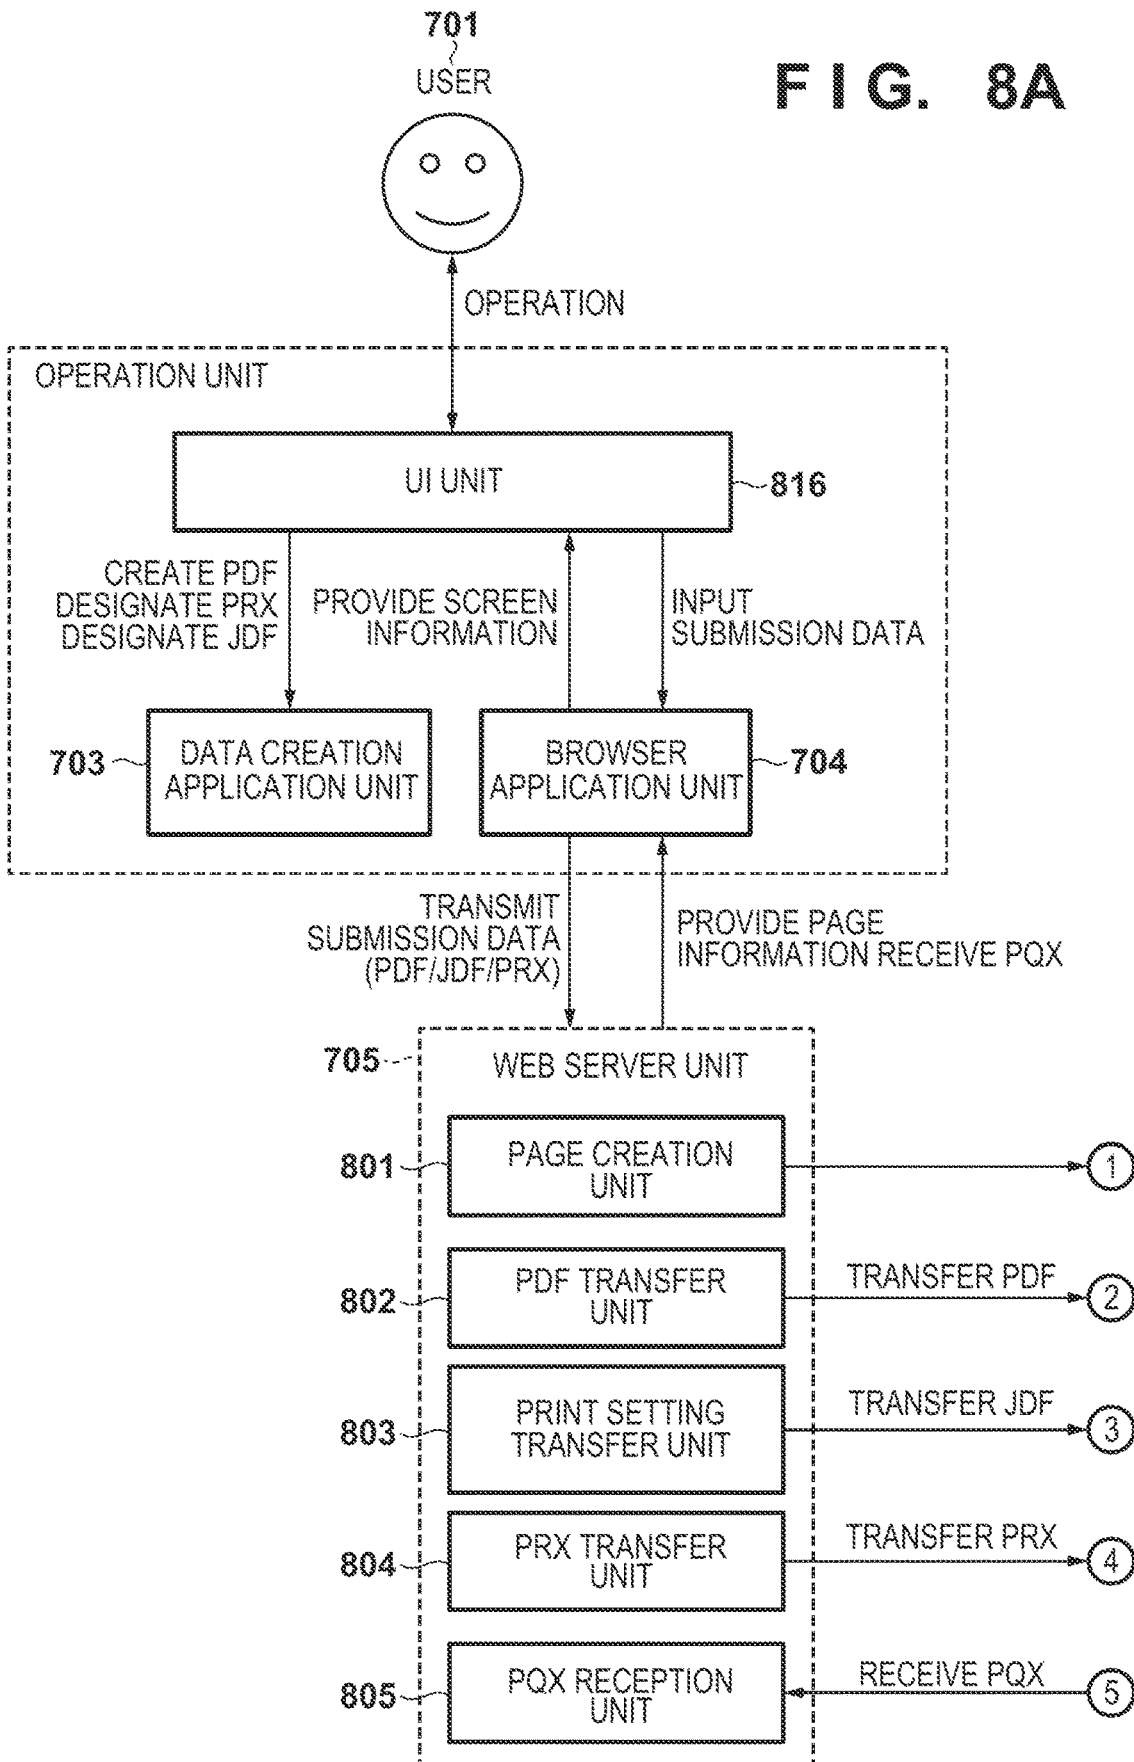 701
USER
FIG. 8A
OPERATION
OPERATION UNIT
UI UNIT
816
CREATE PDF
DESIGNATE PRX
DESIGNATE JDF
PROVIDE SCREEN
INFORMATION
INPUT
SUBMISSION DATA
703
DATA CREATION
APPLICATION UNIT
BROWSER
APPLICATION UNIT
704
TRANSMIT
SUBMISSION DATA
(PDF/JDF/PRX)
PROVIDE PAGE
INFORMATION RECEIVE PQX
705
WEB SERVER UNIT
801
PAGE CREATION
UNIT
1
802
PDF TRANSFER
UNIT
TRANSFER PDF
2
803
PRINT SETTING
TRANSFER UNIT
TRANSFER JDF
3
804
PRX TRANSFER
UNIT
TRANSFER PRX
4
805
PQX RECEPTION
UNIT
RECEIVE PQX
5